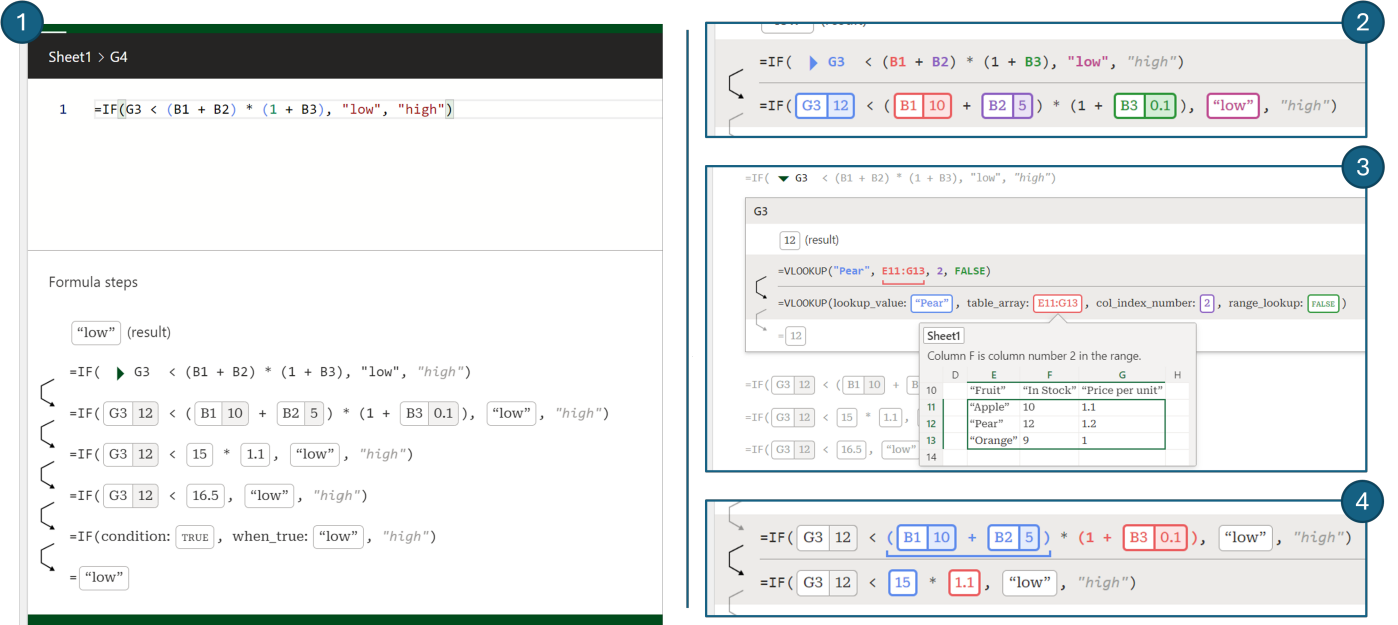 1
Sheet1 > G4
1 =IF(G3 < (B1 + B2) * (1 + B3), "low", "high")
Formula steps
“low” (result)
=IF( G3 < (B1 + B2) * (1 + B3), "low", "high")
=IF( G3 12 < ( B1 10 + B2 5 ) * (1 + B3 0.1 ), “low” , "high")
=IF( G3 12 < 15 * 1.1 , “low” , "high")
=IF( G3 12 < 16.5 , “low” , "high")
=IF(condition: TRUE , when_true: “low” , "high")
= “low”
2
=IF( G3 < (B1 + B2) * (1 + B3), "low", "high")
=IF( G3 12 < ( B1 10 + B2 5 ) * (1 + B3 0.1 ), “low” , "high")
3
=IF( G3 < (B1 + B2) * (1 + B3), "low", "high")
G3
12 (result)
=VLOOKUP("Pear", E11:G13, 2, FALSE)
=VLOOKUP(lookup_value: “Pear” , table_array: E11:G13 , col_index_number: 2 , range_lookup: FALSE )
= 12
Sheet1
Column F is column number 2 in the range.
D E F G H
10 “Fruit” “In Stock” “Price per unit”
11 “Apple” 10 1.1
12 “Pear” 12 1.2
13 “Orange” 9 1
14
=IF( G3 12 < ( B1 10 + B
=IF( G3 12 < 15 * 1.1 ,
=IF( G3 12 < 16.5 , “low”
4
=IF( G3 12 < ( B1 10 + B2 5 ) * (1 + B3 0.1 ), “low” , "high")
=IF( G3 12 < 15 * 1.1 , “low” , "high")